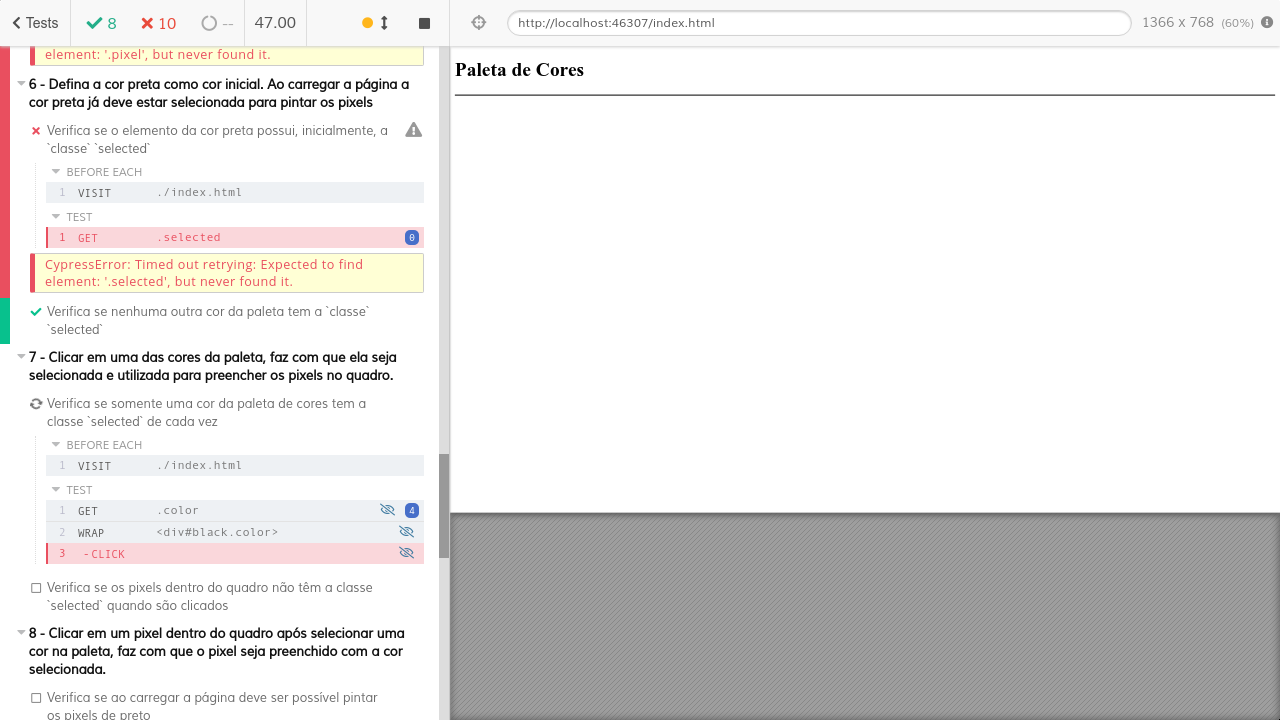 Tests 8 10 -- 47.00 http://localhost:46307/index.html 1366 x 768 (60%)
element: '.pixel', but never found it.
6 - Defina a cor preta como cor inicial. Ao carregar a página a
cor preta já deve estar selecionada para pintar os pixels
Verifica se o elemento da cor preta possui, inicialmente, a
`classe` `selected`
BEFORE EACH
1 VISIT ./index.html
TEST
1 GET .selected 0
CypressError: Timed out retrying: Expected to find
element: '.selected', but never found it.
Verifica se nenhuma outra cor da paleta tem a `classe`
`selected`
7 - Clicar em uma das cores da paleta, faz com que ela seja
selecionada e utilizada para preencher os pixels no quadro.
Verifica se somente uma cor da paleta de cores tem a
classe `selected` de cada vez
BEFORE EACH
1 VISIT ./index.html
TEST
1 GET .color 4
2 WRAP <div#black.color>
3 -CLICK
Verifica se os pixels dentro do quadro não têm a classe
`selected` quando são clicados
8 - Clicar em um pixel dentro do quadro após selecionar uma
cor na paleta, faz com que o pixel seja preenchido com a cor
selecionada.
Verifica se ao carregar a página deve ser possível pintar
os pixels de preto
Paleta de Cores